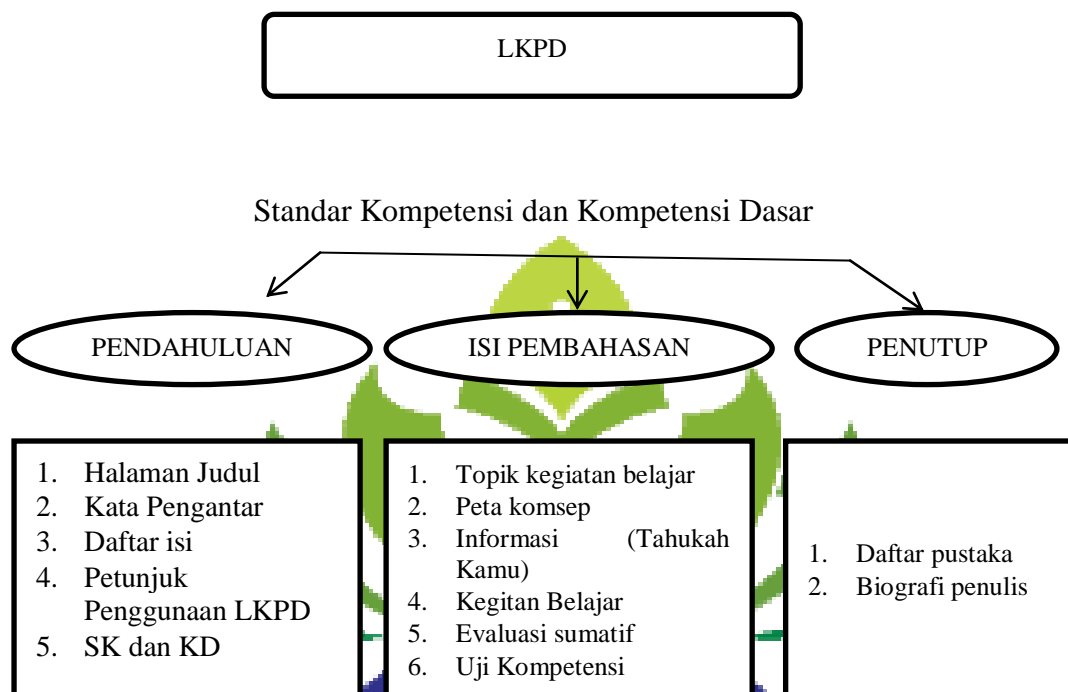 LKPD
Standar Kompetensi dan Kompetensi Dasar
PENDAHULUAN
ISI PEMBAHASAN
PENUTUP
1. Halaman Judul
2. Kata Pengantar
3. Daftar isi
4. Petunjuk
Penggunaan LKPD
5. SK dan KD
1. Topik kegiatan belajar
2. Peta komsep
3. Informasi (Tahukah
Kamu)
4. Kegitan Belajar
5. Evaluasi sumatif
6. Uji Kompetensi
1. Daftar pustaka
2. Biografi penulis